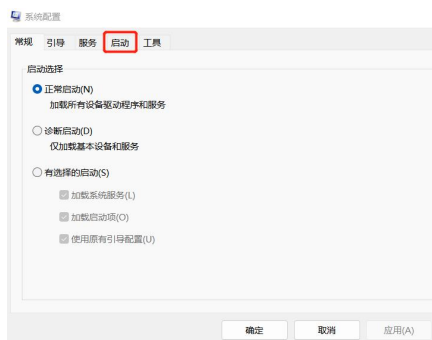 系统配置
常规 引导 服务 启动 工具
启动选择
正常启动(N)
加载所有设备驱动程序和服务
诊断启动(D)
仅加载基本设备和服务
有选择的启动(S)
加载系统服务(L)
加载启动项(O)
使用原有引导配置(U)
确定 取消 应用(A)